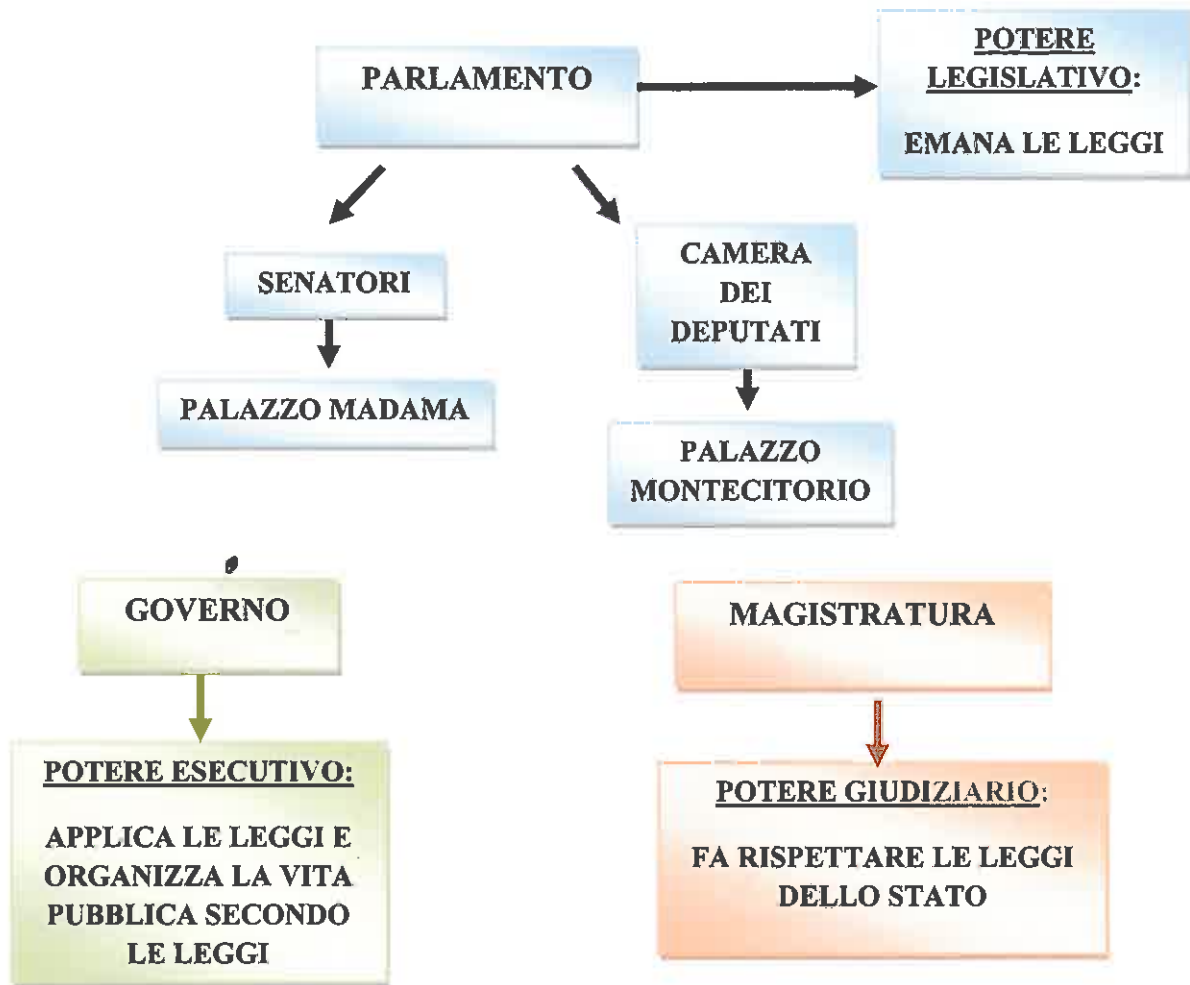 PARLAMENTO
POTERE
LEGISLATIVO:
EMANA LE LEGGI
SENATORI
CAMERA
DEI
DEPUTATI
PALAZZO MADAMA
PALAZZO
MONTECITORIO
GOVERNO
MAGISTRATURA
POTERE ESECUTIVO:
APPLICA LE LEGGI E
ORGANIZZA LA VITA
PUBBLICA SECONDO
LE LEGGI
POTERE GIUDIZIARIO:
FA RISPETTARE LE LEGGI
DELLO STATO